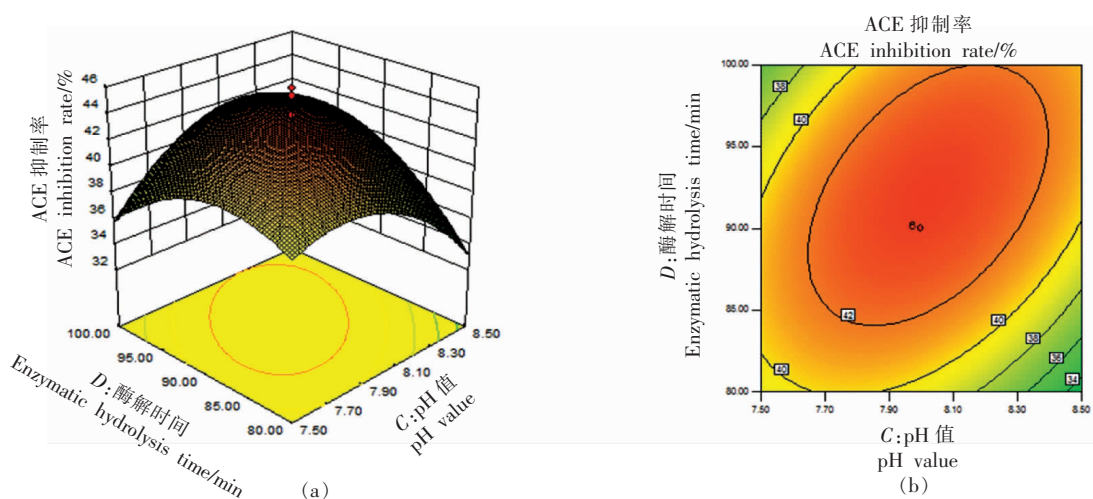 ACE 抑制率
ACE inhibition rate/%
46
44
42
40
38
36
34
32
100.00
95.00
90.00
85.00
80.00
D:酶解时间
Enzymatic hydrolysis time/min
8.50
8.30
8.10
7.90
7.70
7.50
C:pH 值
pH value
(a)
ACE 抑制率
ACE inhibition rate/%
100.00
95.00
90.00
85.00
80.00
D:酶解时间
Enzymatic hydrolysis time/min
38
40
6
42
40
40
38
36
34
7.50
7.70
7.90
8.10
8.30
8.50
C:pH 值
pH value
(b)